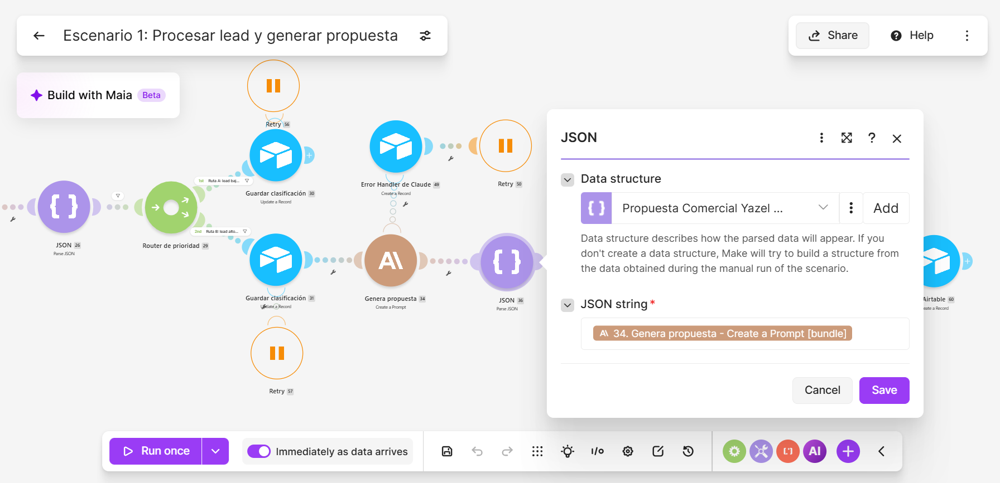 Escenario 1: Procesar lead y generar propuesta
Share
Help
Build with Maia
Beta
Retry 56
1st Ruta A: lead baj...
2nd Ruta B: lead alto...
JSON 26
Parse JSON
Router de prioridad 29
Guardar clasificación 30
Update a Record
Guardar clasificación 31
Update a Record
Retry 57
Error Handler de Claude 49
Create a Record
Retry 50
Genera propuesta 34
Create a Prompt
JSON 36
Parse JSON
JSON
Data structure
Propuesta Comercial Yazel ...
Add
Data structure describes how the parsed data will appear. If you
don't create a data structure, Make will try to build a structure from
the data obtained during the manual run of the scenario.
JSON string*
34. Genera propuesta - Create a Prompt [bundle]
Cancel
Save
Airtable 60
eate a Record
Run once
Immediately as data arrives
I/O
AI